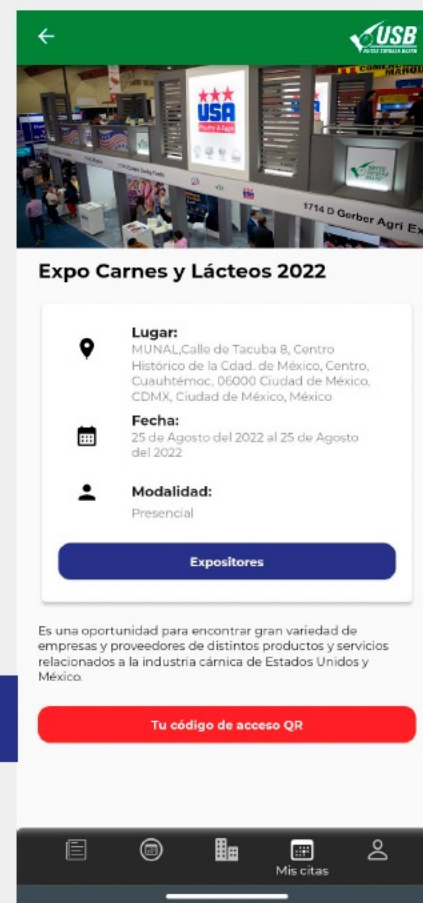 USB
USA
Poultry & Eggs
1714 D Gerber Agri Ex
Expo Carnes y Lácteos 2022
Lugar:
MUNAL,Calle de Tacuba 8, Centro
Histórico de la Cdad. de México, Centro,
Cuauhtémoc, 06000 Ciudad de México,
CDMX, Ciudad de México, México
Fecha:
25 de Agosto del 2022 al 25 de Agosto
del 2022
Modalidad:
Presencial
Expositores
Es una oportunidad para encontrar gran variedad de
empresas y proveedores de distintos productos y servicios
relacionados a la industria cárnica de Estados Unidos y
México.
Tu código de acceso QR
Mis citas